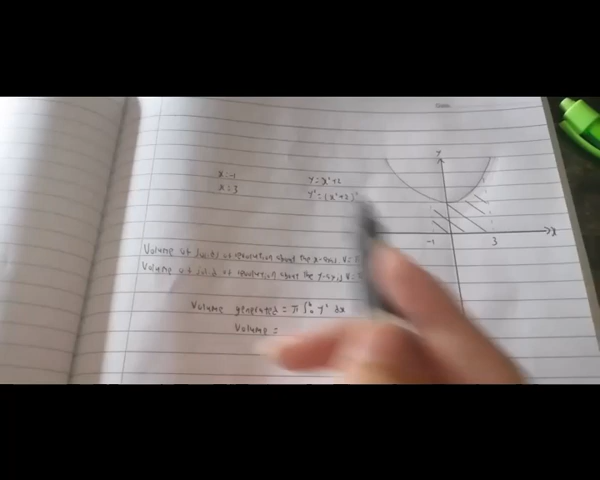 x=-1
x=3
y=x²+2
y²=(x²+2)²
y
x
-1
3
Volume of solid of revolution about the x-axis, V = π
Volume of solid of revolution about the y-axis, V =
Volume generated = π∫ y² dx
Volume =